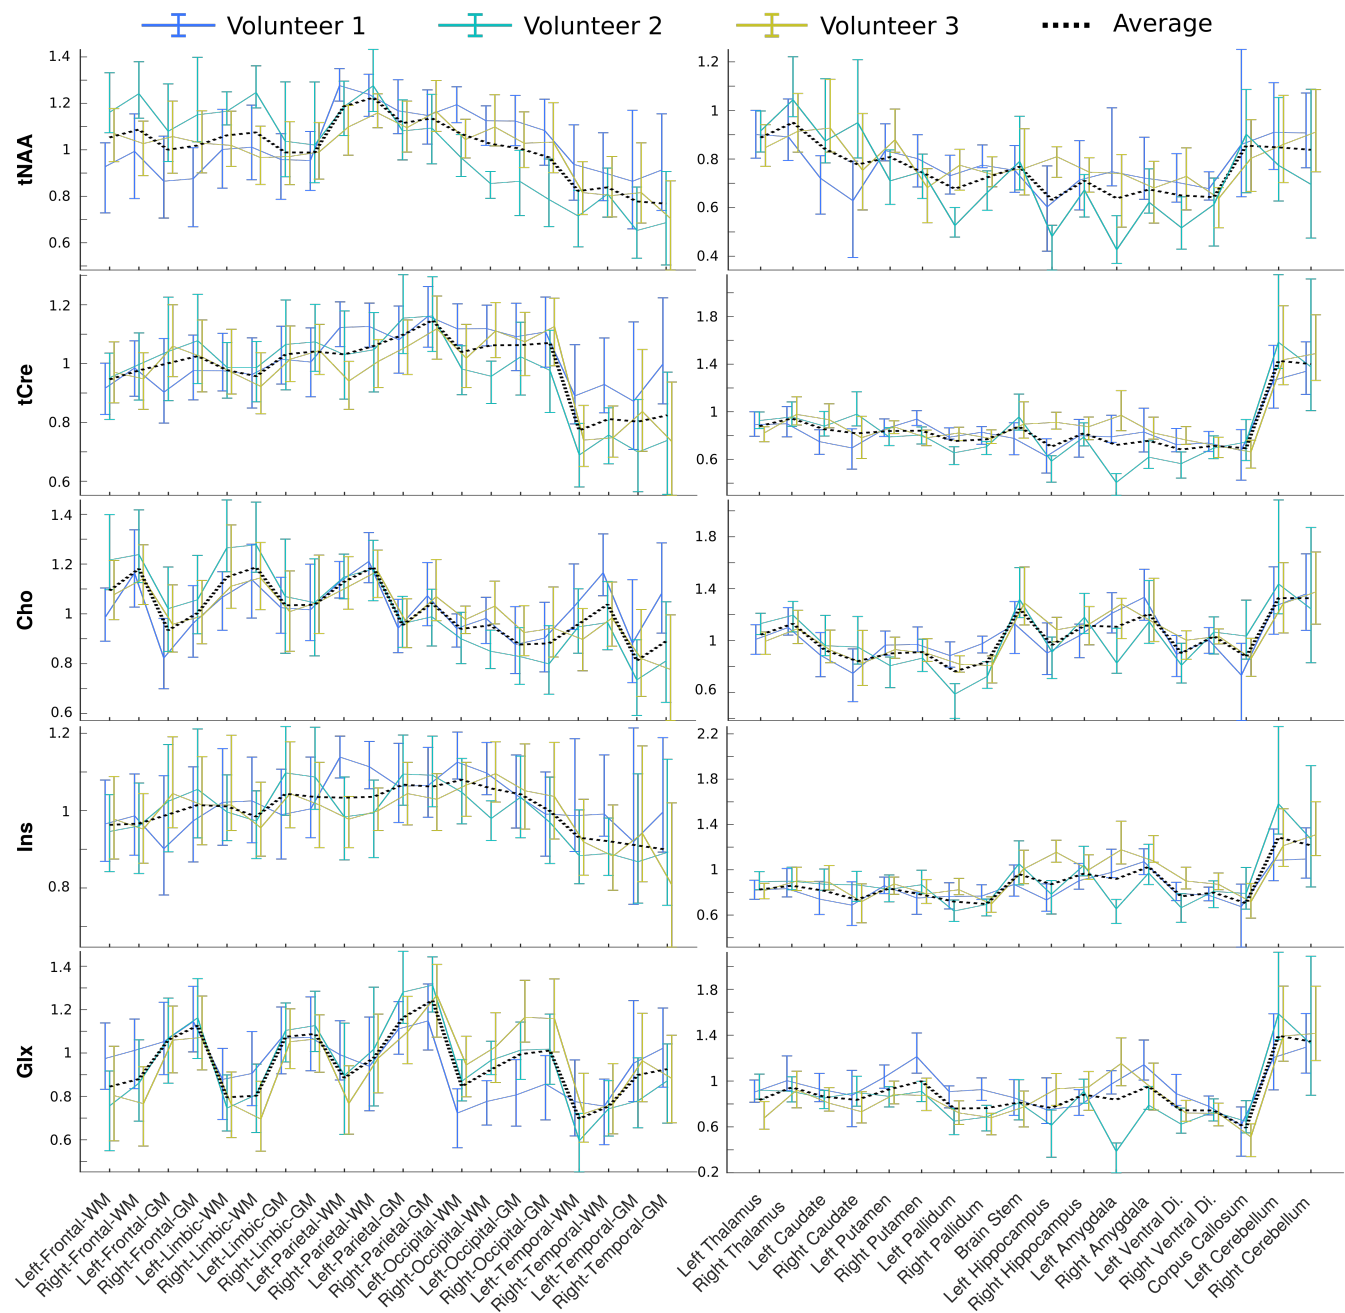 Volunteer 1 Volunteer 2 Volunteer 3 Average
tNAA
1.4
1.2
1
0.8
0.6
1.2
1
0.8
0.6
0.4
tCre
1.2
1
0.8
0.6
1.8
1.4
1
0.6
Cho
1.4
1.2
1
0.8
0.6
1.8
1.4
1
0.6
Ins
1.2
1
0.8
2.2
1.8
1.4
1
0.6
Glx
1.4
1.2
1
0.8
0.6
1.8
1.4
1
0.6
0.2
Left-Frontal-WM
Right-Frontal-WM
Left-Frontal-GM
Right-Frontal-GM
Left-Limbic-WM
Right-Limbic-WM
Left-Limbic-GM
Right-Limbic-GM
Left-Parietal-WM
Right-Parietal-WM
Left-Parietal-GM
Right-Parietal-GM
Left-Occipital-WM
Right-Occipital-WM
Left-Occipital-GM
Right-Occipital-GM
Left-Temporal-WM
Right-Temporal-WM
Left-Temporal-GM
Right-Temporal-GM
Left Thalamus
Right Thalamus
Left Caudate
Right Caudate
Left Putamen
Right Putamen
Left Pallidum
Right Pallidum
Brain Stem
Left Hippocampus
Right Hippocampus
Left Amygdala
Right Amygdala
Left Ventral Di.
Right Ventral Di.
Corpus Callosum
Left Cerebellum
Right Cerebellum